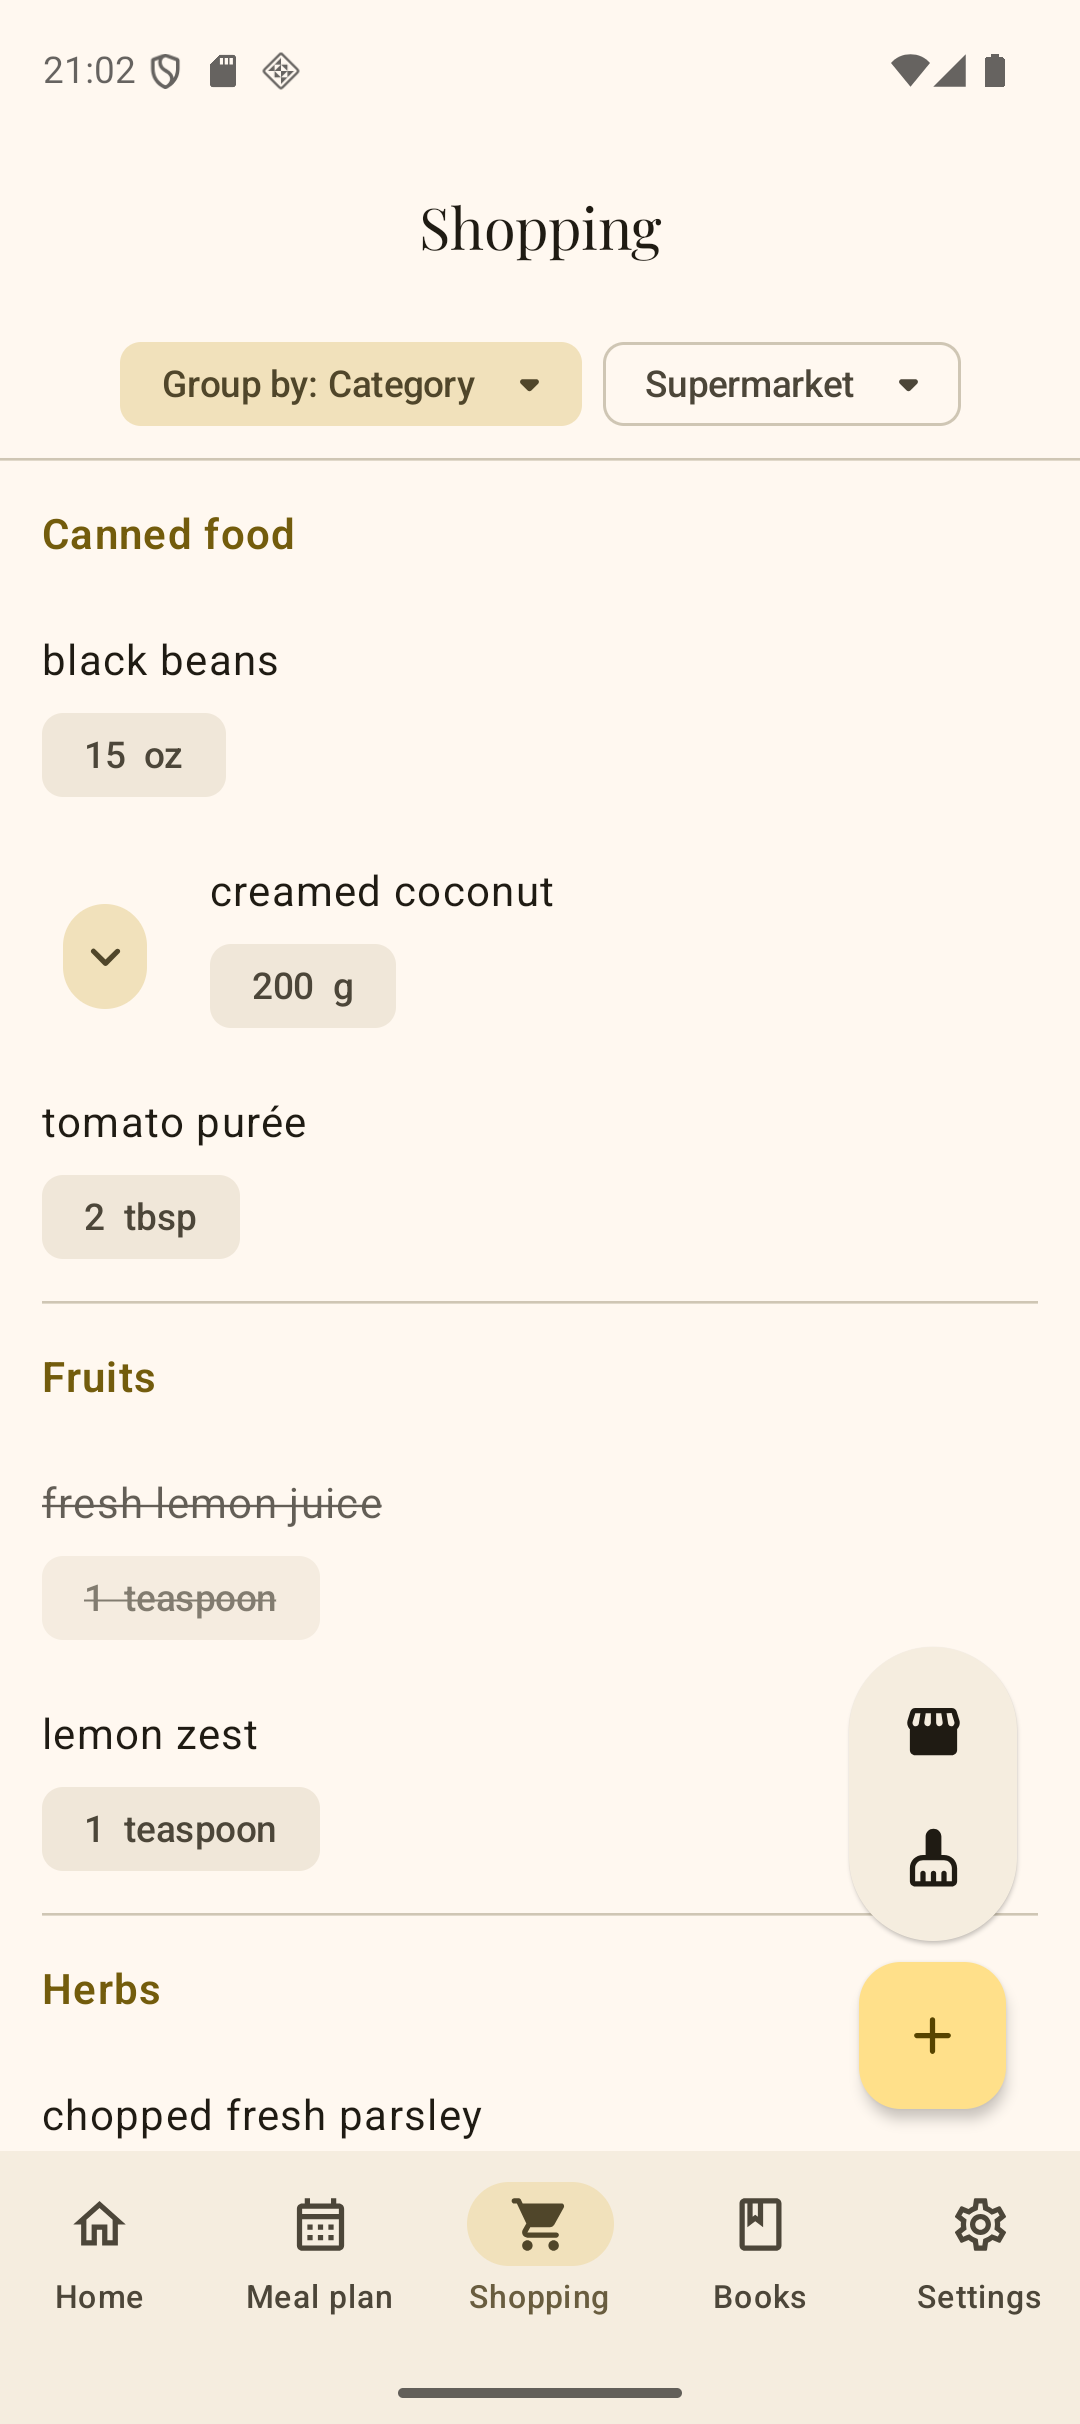 21:02
Shopping
Group by: Category
Supermarket
Canned food
black beans
15 oz
creamed coconut
200 g
tomato purée
2 tbsp
Fruits
fresh lemon juice
1 teaspoon
lemon zest
1 teaspoon
Herbs
chopped fresh parsley
Home
Meal plan
Shopping
Books
Settings